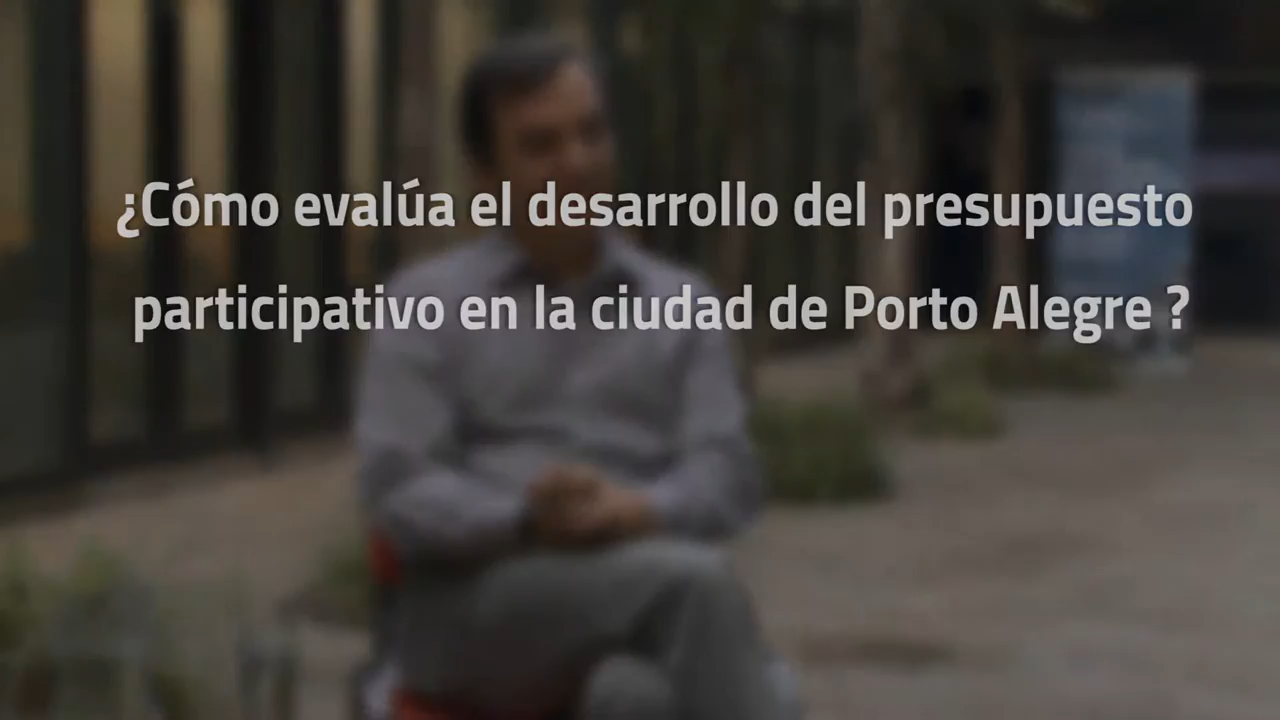 ¿Cómo evalúa el desarrollo del presupuesto
participativo en la ciudad de Porto Alegre ?